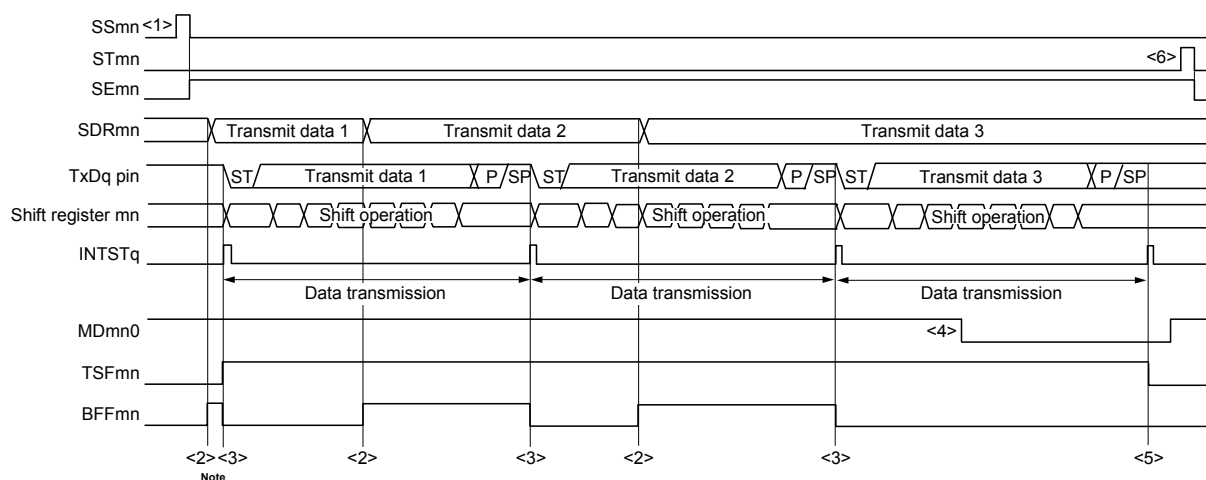 SSmn <1>
STmn <6>
SEmn
SDRmn Transmit data 1 Transmit data 2 Transmit data 3
TxDq pin ST Transmit data 1 P SP ST Transmit data 2 P SP ST Transmit data 3 P SP
Shift register mn Shift operation Shift operation Shift operation
INTSTq
Data transmission Data transmission Data transmission
MDmn0 <4>
TSFmn
BFFmn
<2> <3> <2> <3> <2> <3> <5>
Note